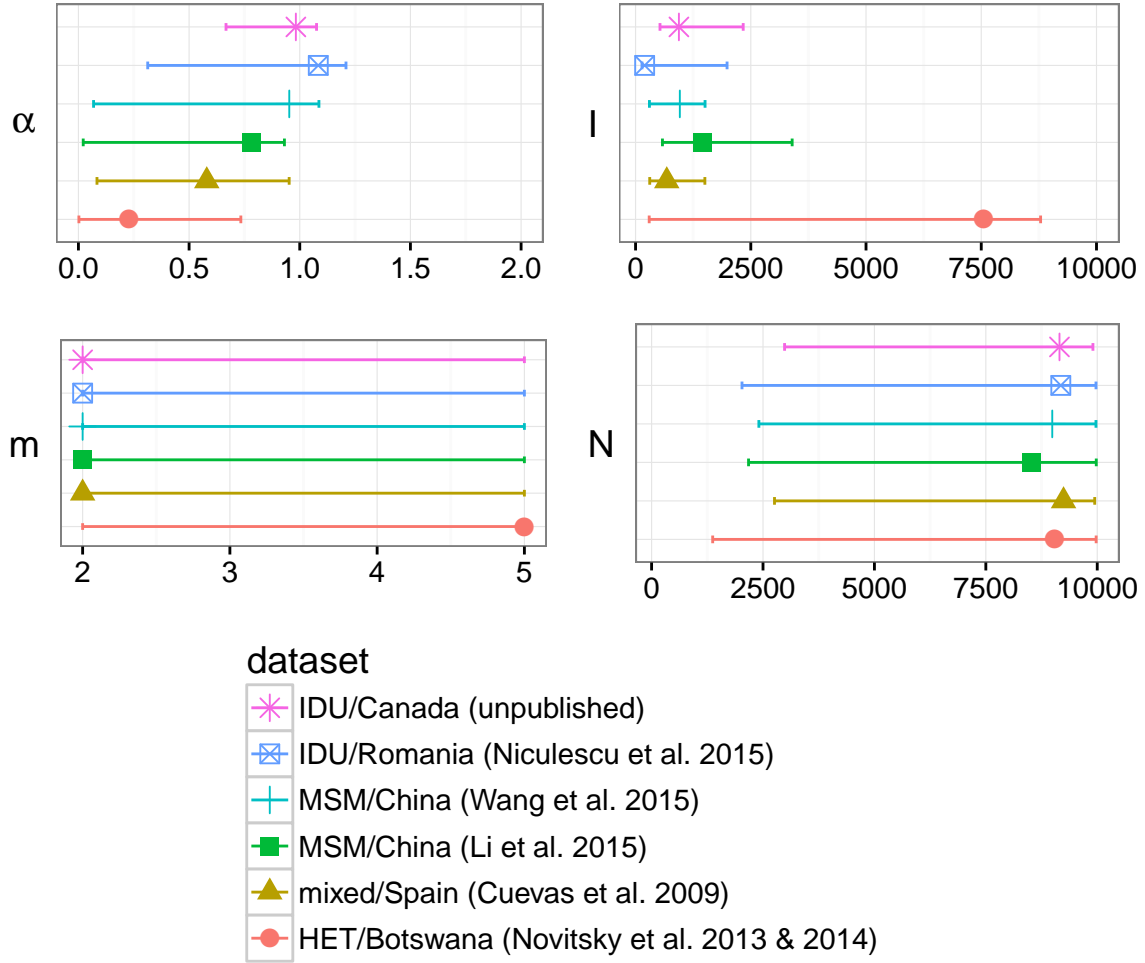 α
0.0 0.5 1.0 1.5 2.0
I
0 2500 5000 7500 10000
m
2 3 4 5
N
0 2500 5000 7500 10000
dataset
IDU/Canada (unpublished)
IDU/Romania (Niculescu et al. 2015)
MSM/China (Wang et al. 2015)
MSM/China (Li et al. 2015)
mixed/Spain (Cuevas et al. 2009)
HET/Botswana (Novitsky et al. 2013 & 2014)